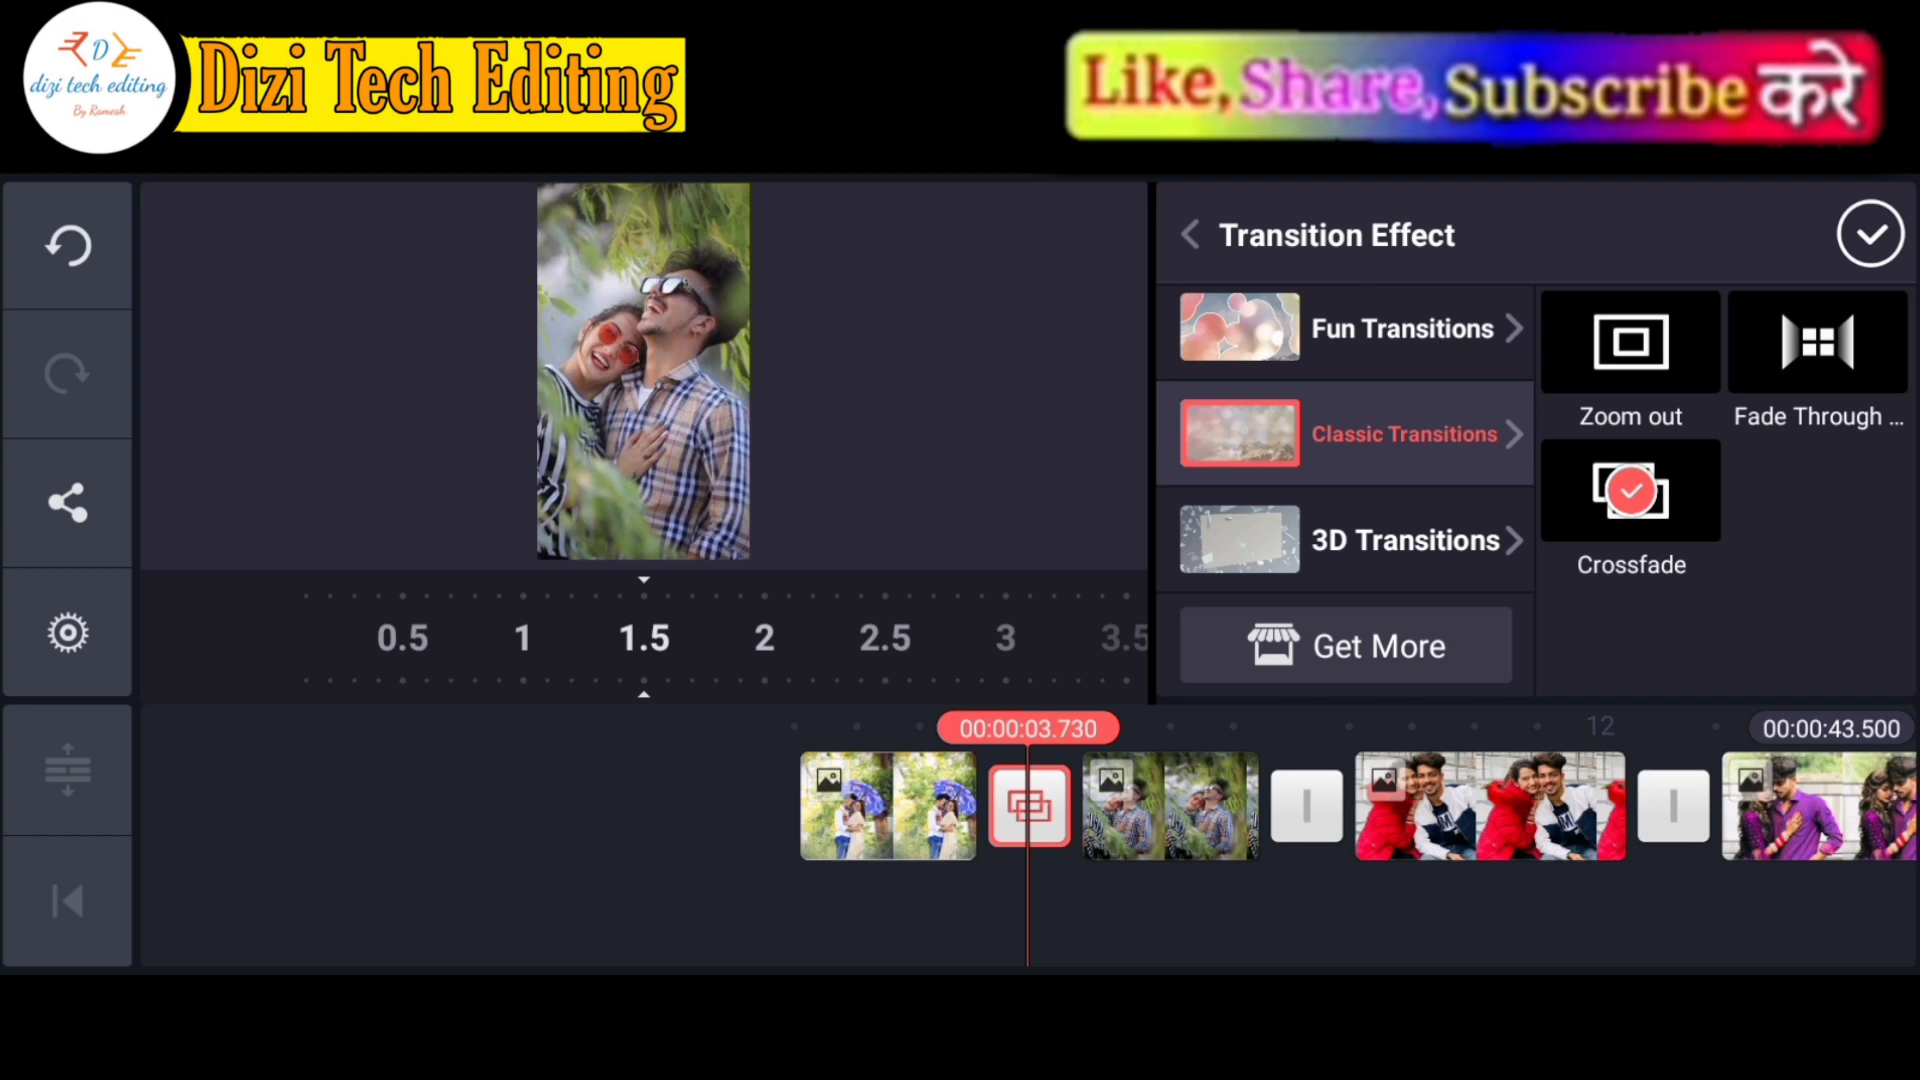 dizi tech editing
By Ramesh
Dizi Tech Editing
Like, Share, Subscribe करे
Transition Effect
Fun Transitions
Classic Transitions
3D Transitions
Get More
Zoom out
Fade Through ...
Crossfade
0.5 1 1.5 2 2.5 3 3.5
00:00:03.730
12
00:00:43.500